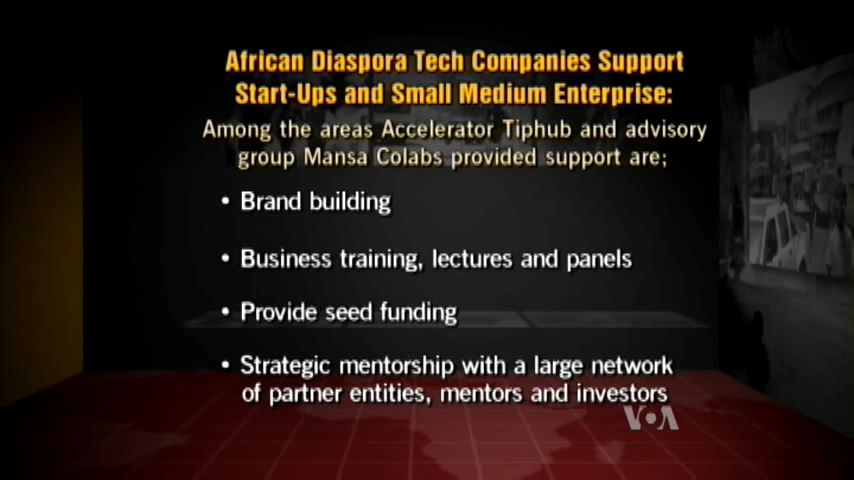 African Diaspora Tech Companies Support
Start-Ups and Small Medium Enterprise:
Among the areas Accelerator Tiphub and advisory
group Mansa Colabs provided support are;
• Brand building
• Business training, lectures and panels
• Provide seed funding
• Strategic mentorship with a large network
of partner entities, mentors and investors
VOA